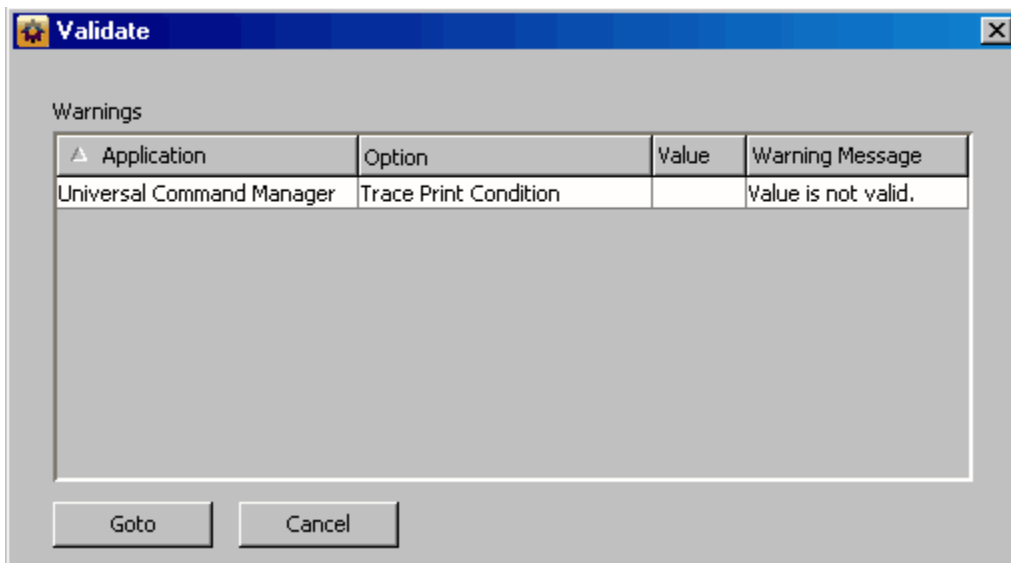 Validate
Warnings
Application Option Value Warning Message
Universal Command Manager Trace Print Condition Value is not valid.
Goto Cancel